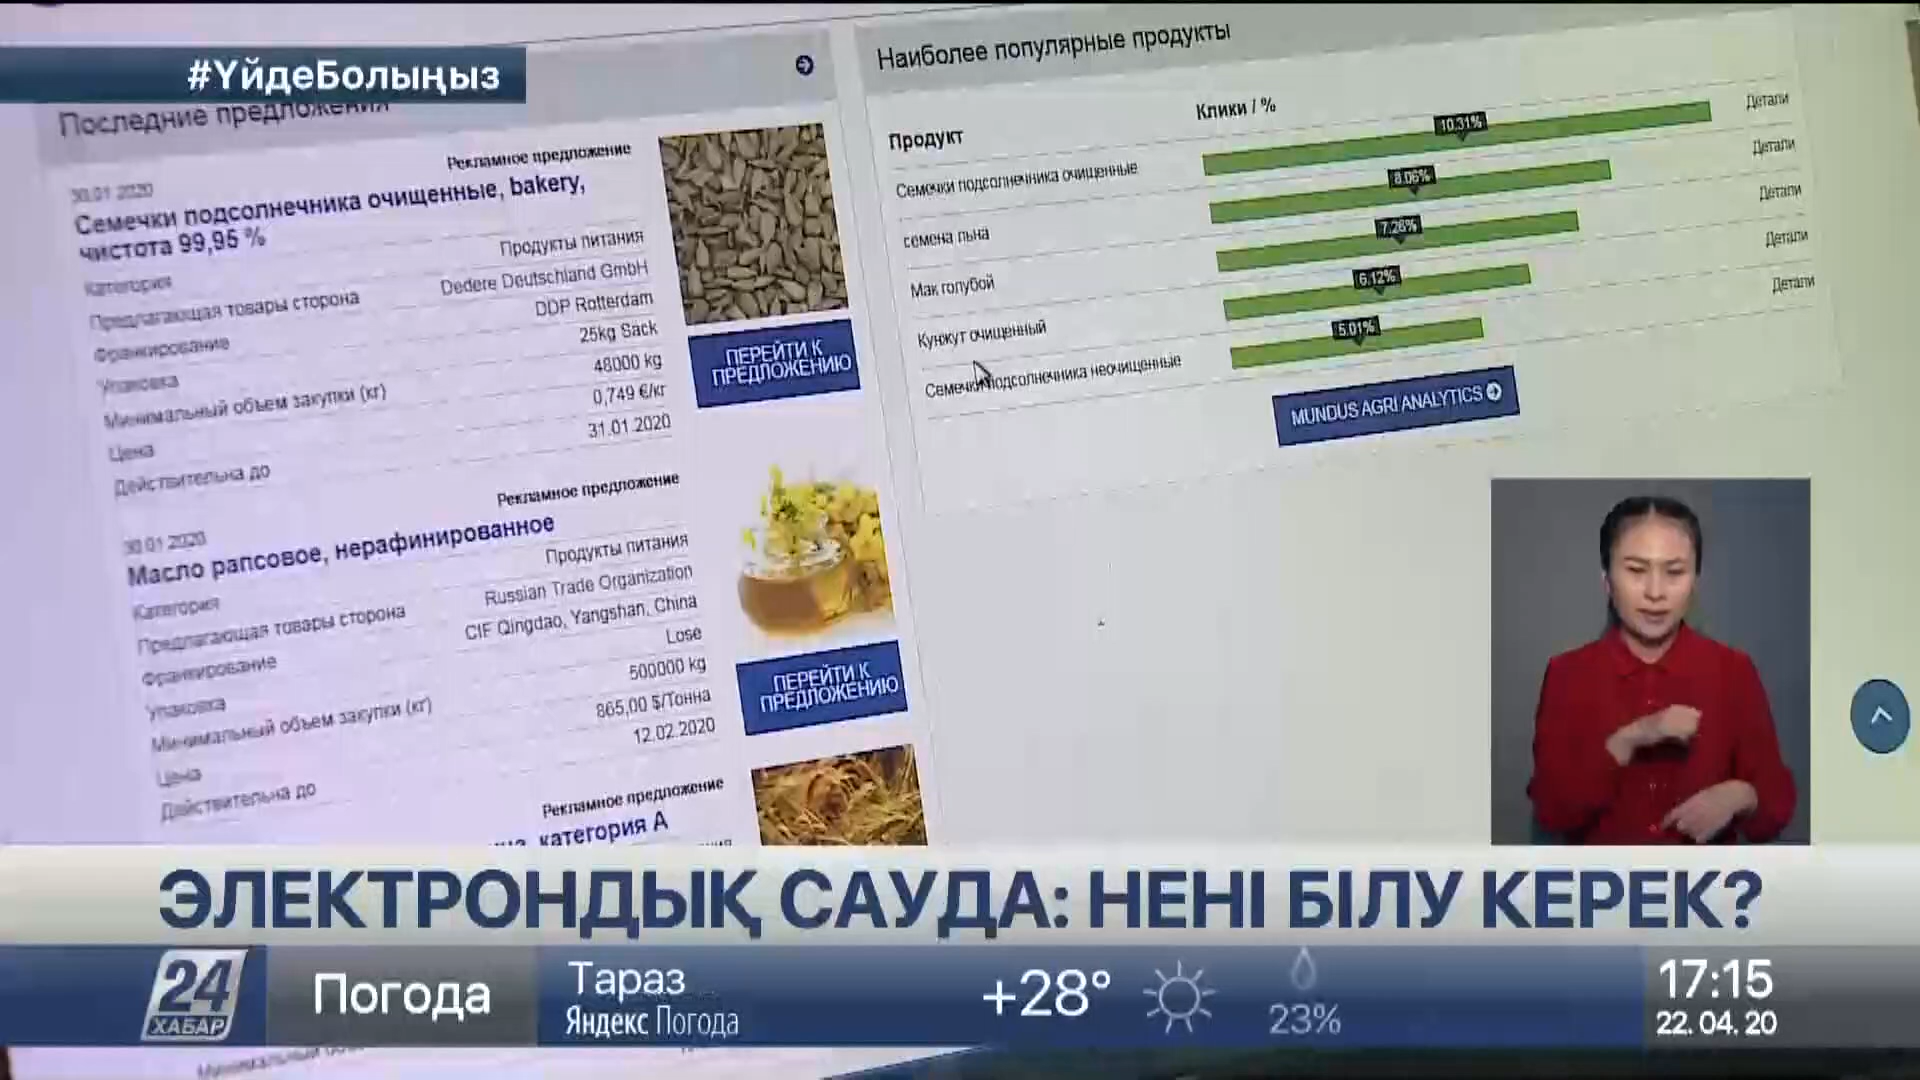 #ҮйдеБолыңыз
Последние предложения
30.01.2020
Рекламное предложение
Семечки подсолнечника очищенные, bakery,
чистота 99,95 %
Категория
Продукты питания
Предлагающая товары сторона
Dedere Deutschland GmbH
Франкирование
DDP Rotterdam
Упаковка
25kg Sack
Минимальный объем закупки (кг)
48000 kg
Цена
0,749 €/кг
Действительна до
31.01.2020
ПЕРЕЙТИ К
ПРЕДЛОЖЕНИЮ
30.01.2020
Рекламное предложение
Масло рапсовое, нерафинированное
Категория
Продукты питания
Предлагающая товары сторона
Russian Trade Organization
Франкирование
CIF Qingdao, Yangshan, China
Упаковка
Lose
Минимальный объем закупки (кг)
500000 kg
Цена
865,00 $/Тонна
Действительна до
12.02.2020
ПЕРЕЙТИ К
ПРЕДЛОЖЕНИЮ
Рекламное предложение
категория А
Наиболее популярные продукты
Продукт
Клики / %
Семечки подсолнечника очищенные
10.31%
Детали
семена льна
8.06%
Детали
Мак голубой
7.28%
Детали
Кунжут очищенный
6.12%
Детали
Семечки подсолнечника неочищенные
5.01%
Детали
MUNDUS AGRI ANALYTICS
ЭЛЕКТРОНДЫҚ САУДА: НЕНІ БІЛУ КЕРЕК?
24
ХАБАР
Погода
Тараз
Яндекс Погода
+28°
23%
17:15
22. 04. 20
Минимальный